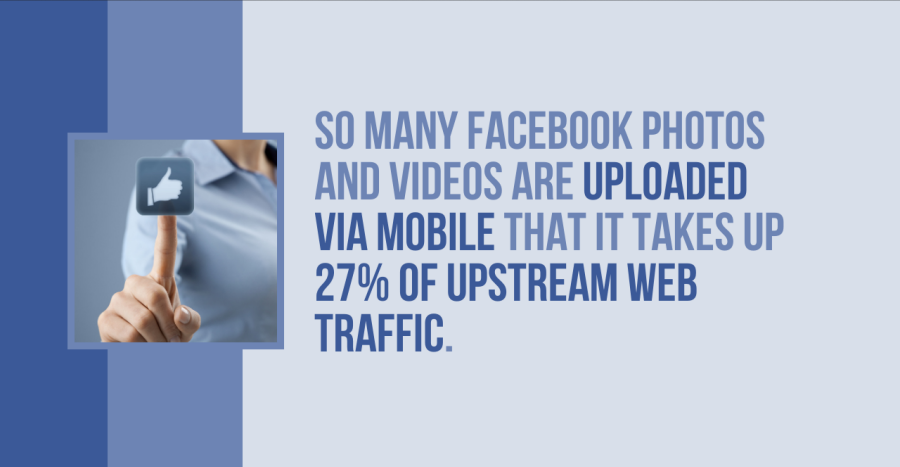 SO MANY FACEBOOK PHOTOS
AND VIDEOS ARE UPLOADED
VIA MOBILE THAT IT TAKES UP
27% OF UPSTREAM WEB
TRAFFIC.